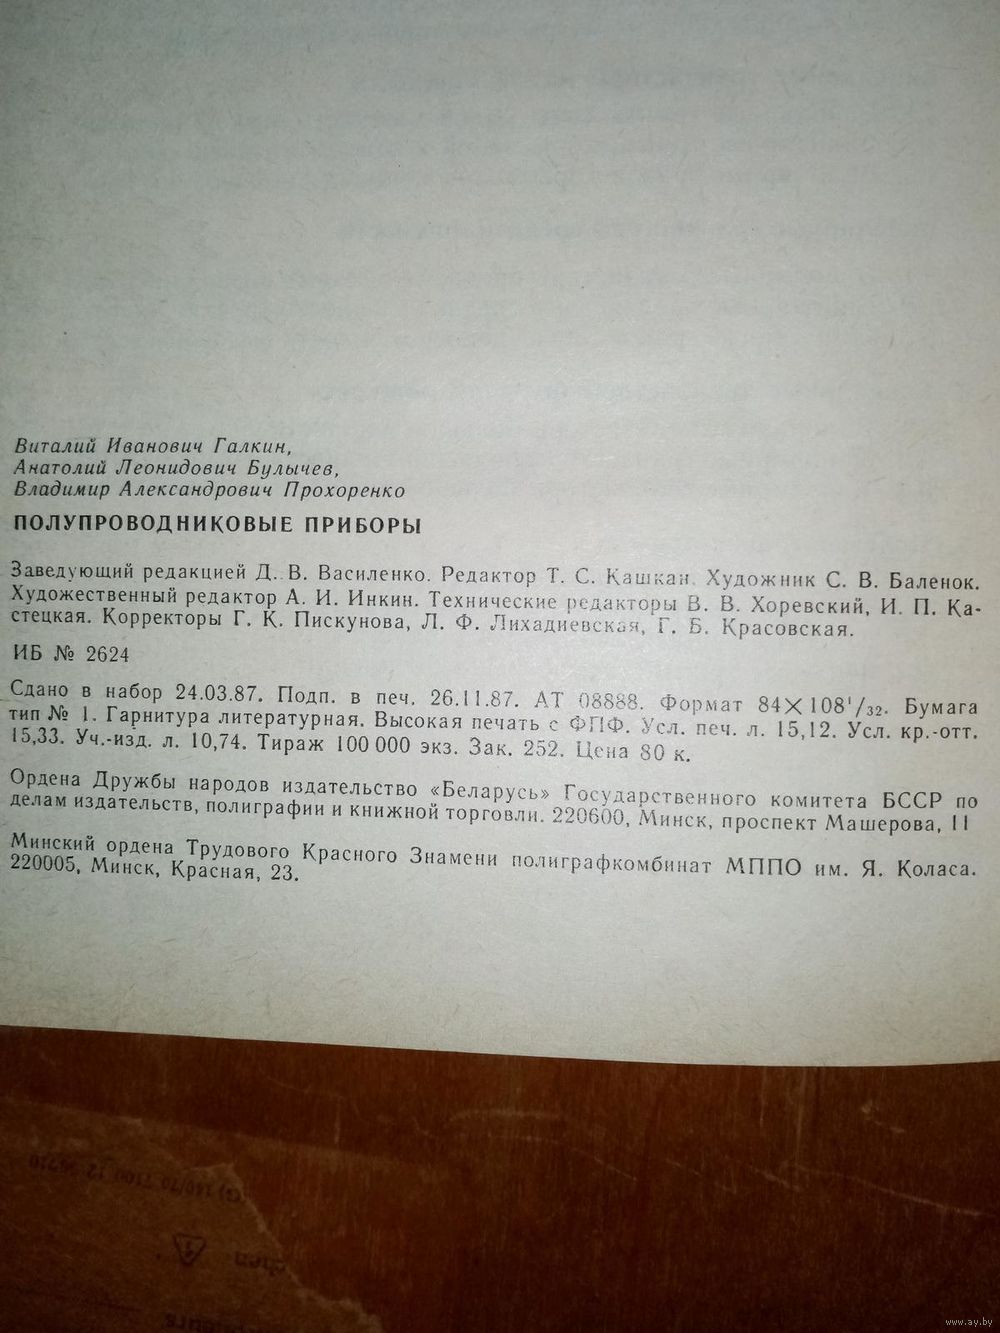 Виталий Иванович Галкин,
Анатолий Леонидович Булычев,
Владимир Александрович Прохоренко
ПОЛУПРОВОДНИКОВЫЕ ПРИБОРЫ
Заведующий редакцией Д. В. Василенко. Редактор Т. С. Кашкан. Художник С. В. Баленок.
Художественный редактор А. И. Инкин. Технические редакторы В. В. Хоревский, И. П. Ка-
стецкая. Корректоры Г. К. Пискунова, Л. Ф. Лихадиевская, Г. Б. Красовская.
ИБ № 2624
Сдано в набор 24.03.87. Подп. в печ. 26.11.87. АТ 08888. Формат 84×108¹/₃₂. Бумага
тип № 1. Гарнитура литературная. Высокая печать с ФПФ. Усл. печ. л. 15,12. Усл. кр.-отт.
15,33. Уч.-изд. л. 10,74. Тираж 100 000 экз. Зак. 252. Цена 80 к.
Ордена Дружбы народов издательство «Беларусь» Государственного комитета БССР по
делам издательств, полиграфии и книжной торговли. 220600, Минск, проспект Машерова, 11
Минский ордена Трудового Красного Знамени полиграфкомбинат МППО им. Я. Коласа.
220005, Минск, Красная, 23.
www.ay.by